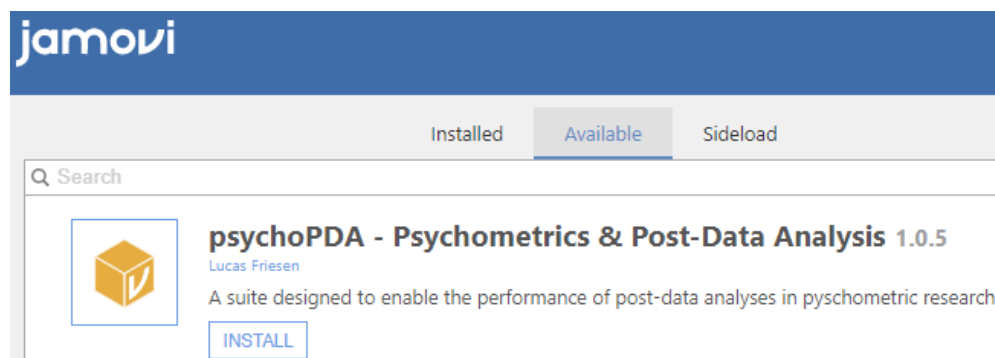 jamovi
Installed Available Sideload
Search
psychoPDA - Psychometrics & Post-Data Analysis 1.0.5
Lucas Friesen
A suite designed to enable the performance of post-data analyses in pyschometric research
INSTALL